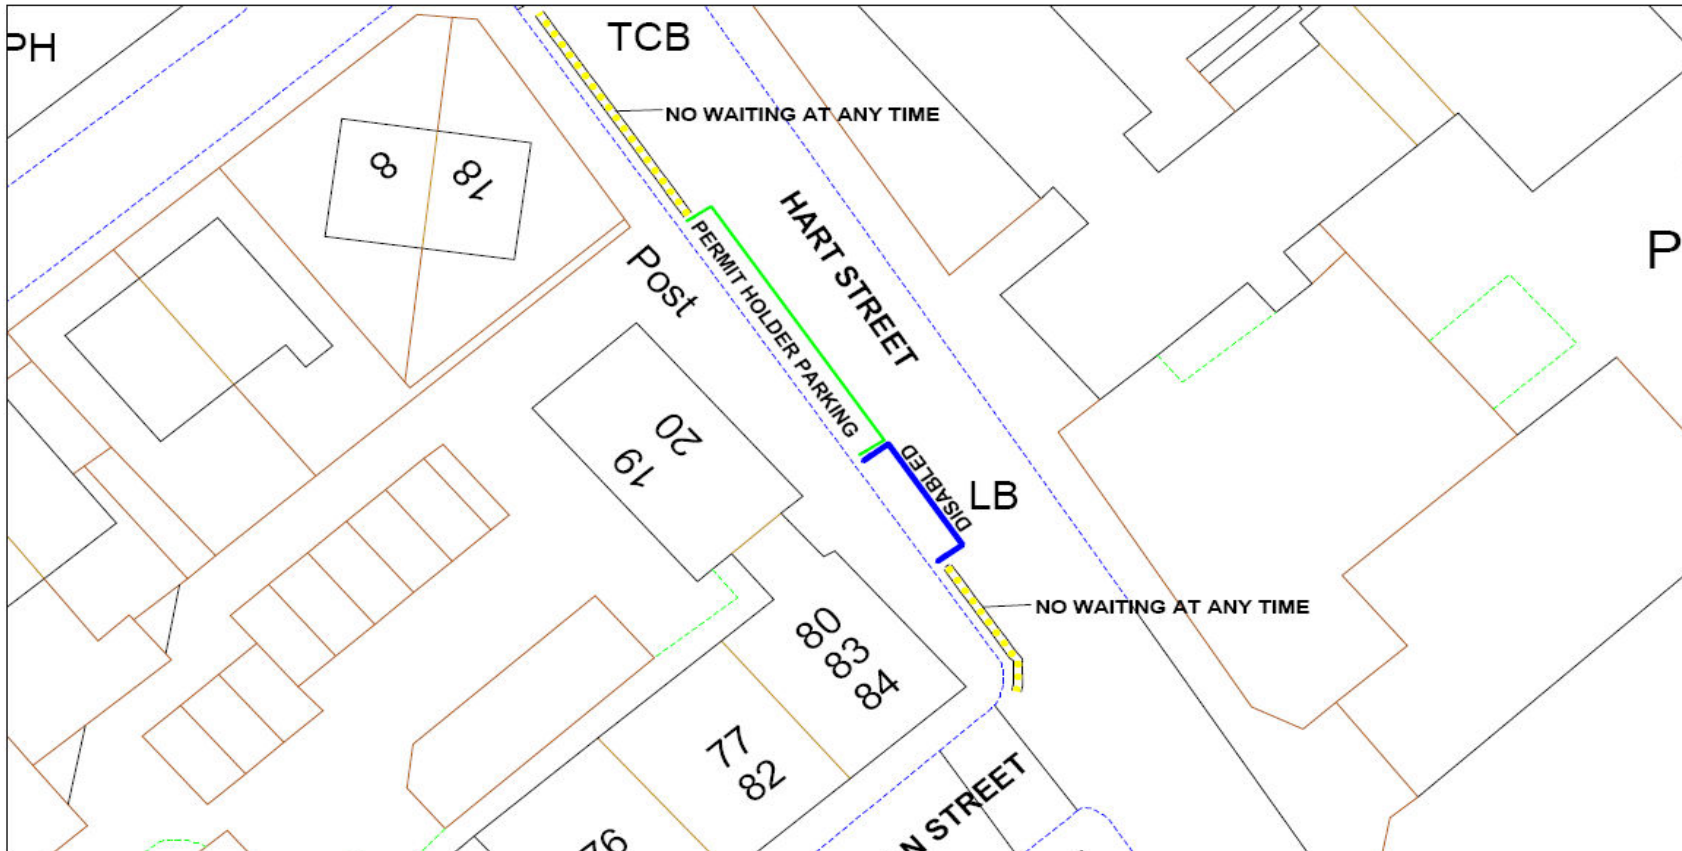 PH
TCB
NO WAITING AT ANY TIME
8
18
HART STREET
PERMIT HOLDER PARKING
Post
P
20
19
DISABLED
LB
NO WAITING AT ANY TIME
80
83
84
77
82
76
N STREET